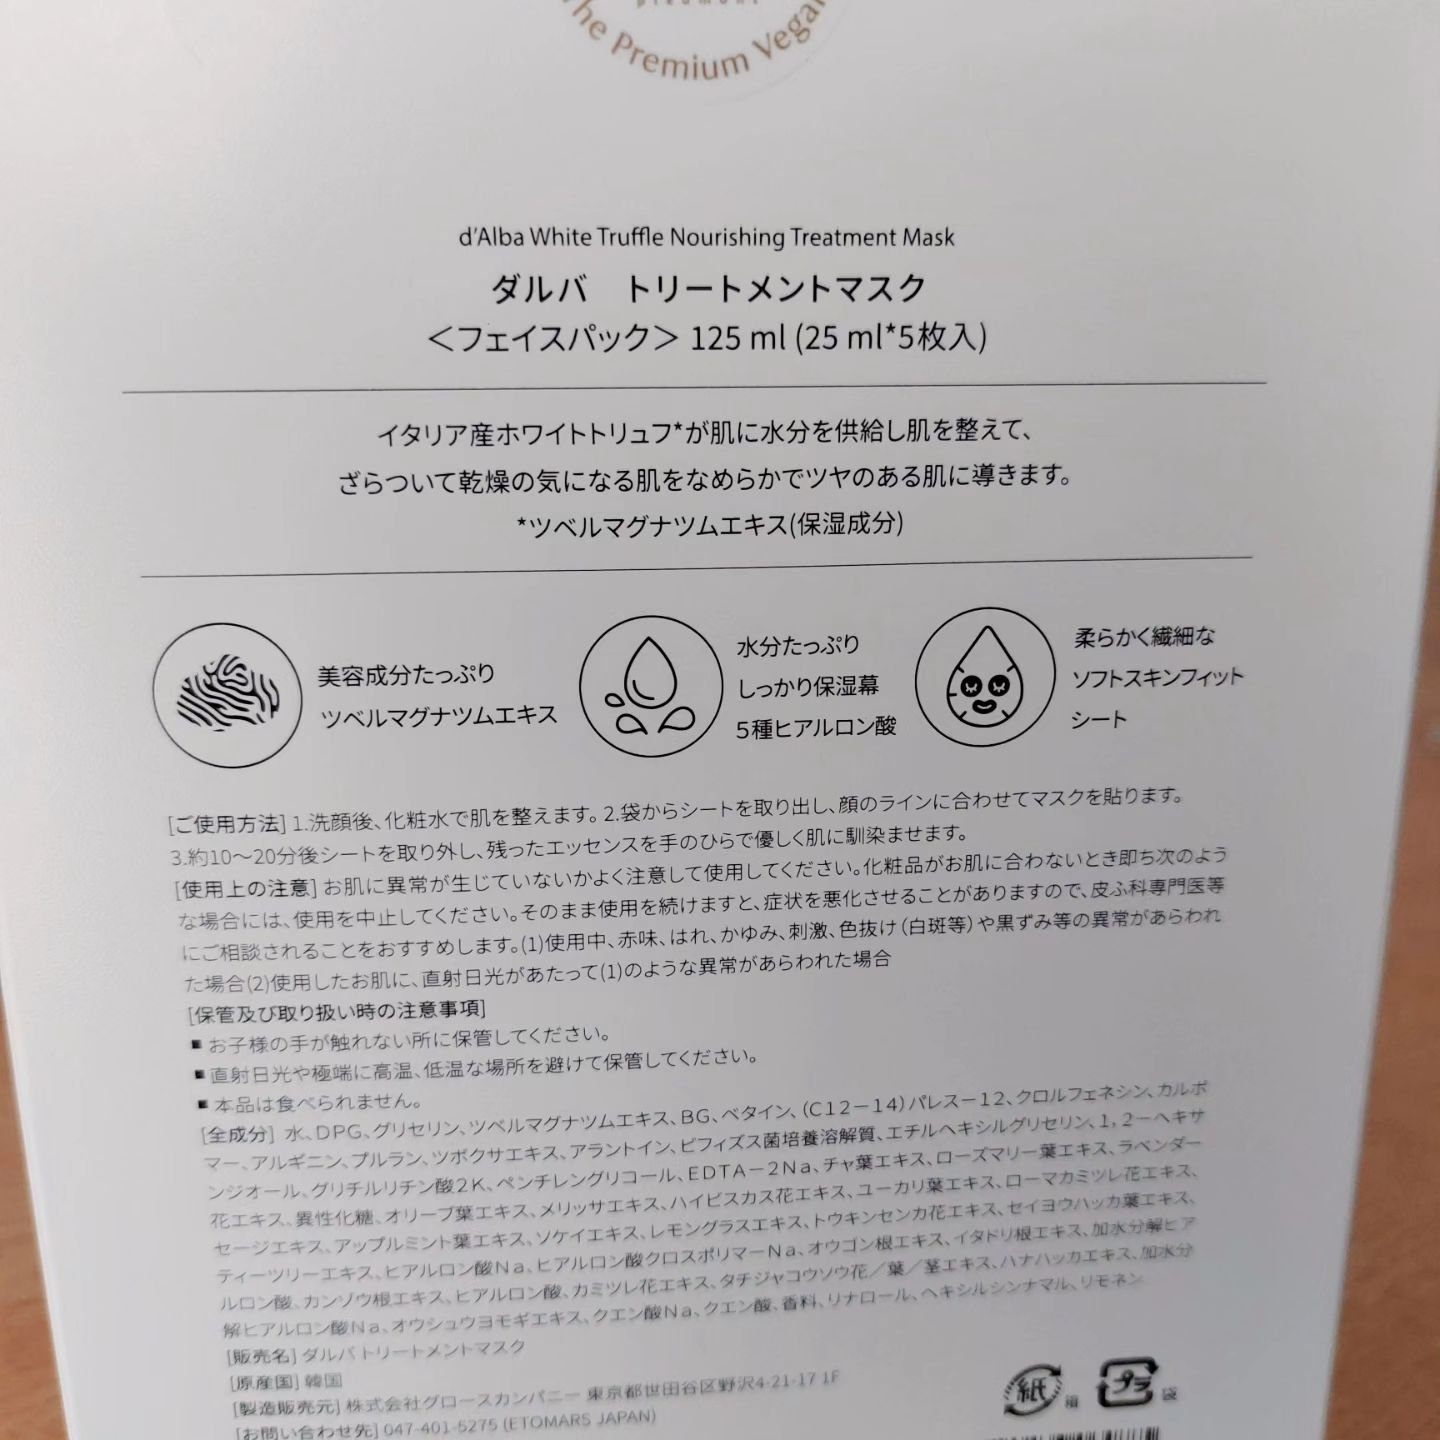 The Premium Vegan
d'Alba White Truffle Nourishing Treatment Mask
ダルバ　トリートメントマスク
＜フェイスパック＞ 125 ml (25 ml*5枚入)
イタリア産ホワイトトリュフ*が肌に水分を供給し肌を整えて、
ざらついて乾燥の気になる肌をなめらかでツヤのある肌に導きます。
*ツベルマグナツムエキス(保湿成分)
美容成分たっぷり
ツベルマグナツムエキス
水分たっぷり
しっかり保湿幕
5種ヒアルロン酸
柔らかく繊細な
ソフトスキンフィット
シート
[ご使用方法] 1.洗顔後、化粧水で肌を整えます。2.袋からシートを取り出し、顔のラインに合わせてマスクを貼ります。
3.約10〜20分後シートを取り外し、残ったエッセンスを手のひらで優しく肌に馴染ませます。
[使用上の注意] お肌に異常が生じていないかよく注意して使用してください。化粧品がお肌に合わないとき即ち次のよう
な場合には、使用を中止してください。そのまま使用を続けますと、症状を悪化させることがありますので、皮ふ科専門医等
にご相談されることをおすすめします。(1)使用中、赤味、はれ、かゆみ、刺激、色抜け(白斑等)や黒ずみ等の異常があらわれ
た場合(2)使用したお肌に、直射日光があたって(1)のような異常があらわれた場合
[保管及び取り扱い時の注意事項]
■ お子様の手が触れない所に保管してください。
■ 直射日光や極端に高温、低温な場所を避けて保管してください。
■ 本品は食べられません。
[全成分] 水、DPG、グリセリン、ツベルマグナツムエキス、BG、ベタイン、(C12−14)パレス−12、クロルフェネシン、カルボ
マー、アルギニン、プルラン、ツボクサエキス、アラントイン、ビフィズス菌培養溶解質、エチルヘキシルグリセリン、1,2−ヘキサ
ンジオール、グリチルリチン酸2K、ペンチレングリコール、EDTA−2Na、チャ葉エキス、ローズマリー葉エキス、ラベンダー
花エキス、異性化糖、オリーブ葉エキス、メリッサエキス、ハイビスカス花エキス、ユーカリ葉エキス、ローマカミツレ花エキス、
セージエキス、アップルミント葉エキス、ソケイエキス、レモングラスエキス、トウキンセンカ花エキス、セイヨウハッカ葉エキス、
ティーツリーエキス、ヒアルロン酸Na、ヒアルロン酸クロスポリマーNa、オウゴン根エキス、イタドリ根エキス、加水分解ヒア
ルロン酸、カンゾウ根エキス、ヒアルロン酸、カミツレ花エキス、タチジャコウソウ花／葉／茎エキス、ハナハッカエキス、加水分
解ヒアルロン酸Na、オウシュウヨモギエキス、クエン酸Na、クエン酸、香料、リナロール、ヘキシルシンナマル、リモネン
[販売名] ダルバ トリートメントマスク
[原産国] 韓国
[製造販売元] 株式会社グロースカンパニー 東京都世田谷区野沢4-21-17 1F
[お問い合わせ先] 047-401-5275 (ETOMARS JAPAN)
紙 箱 プラ 袋